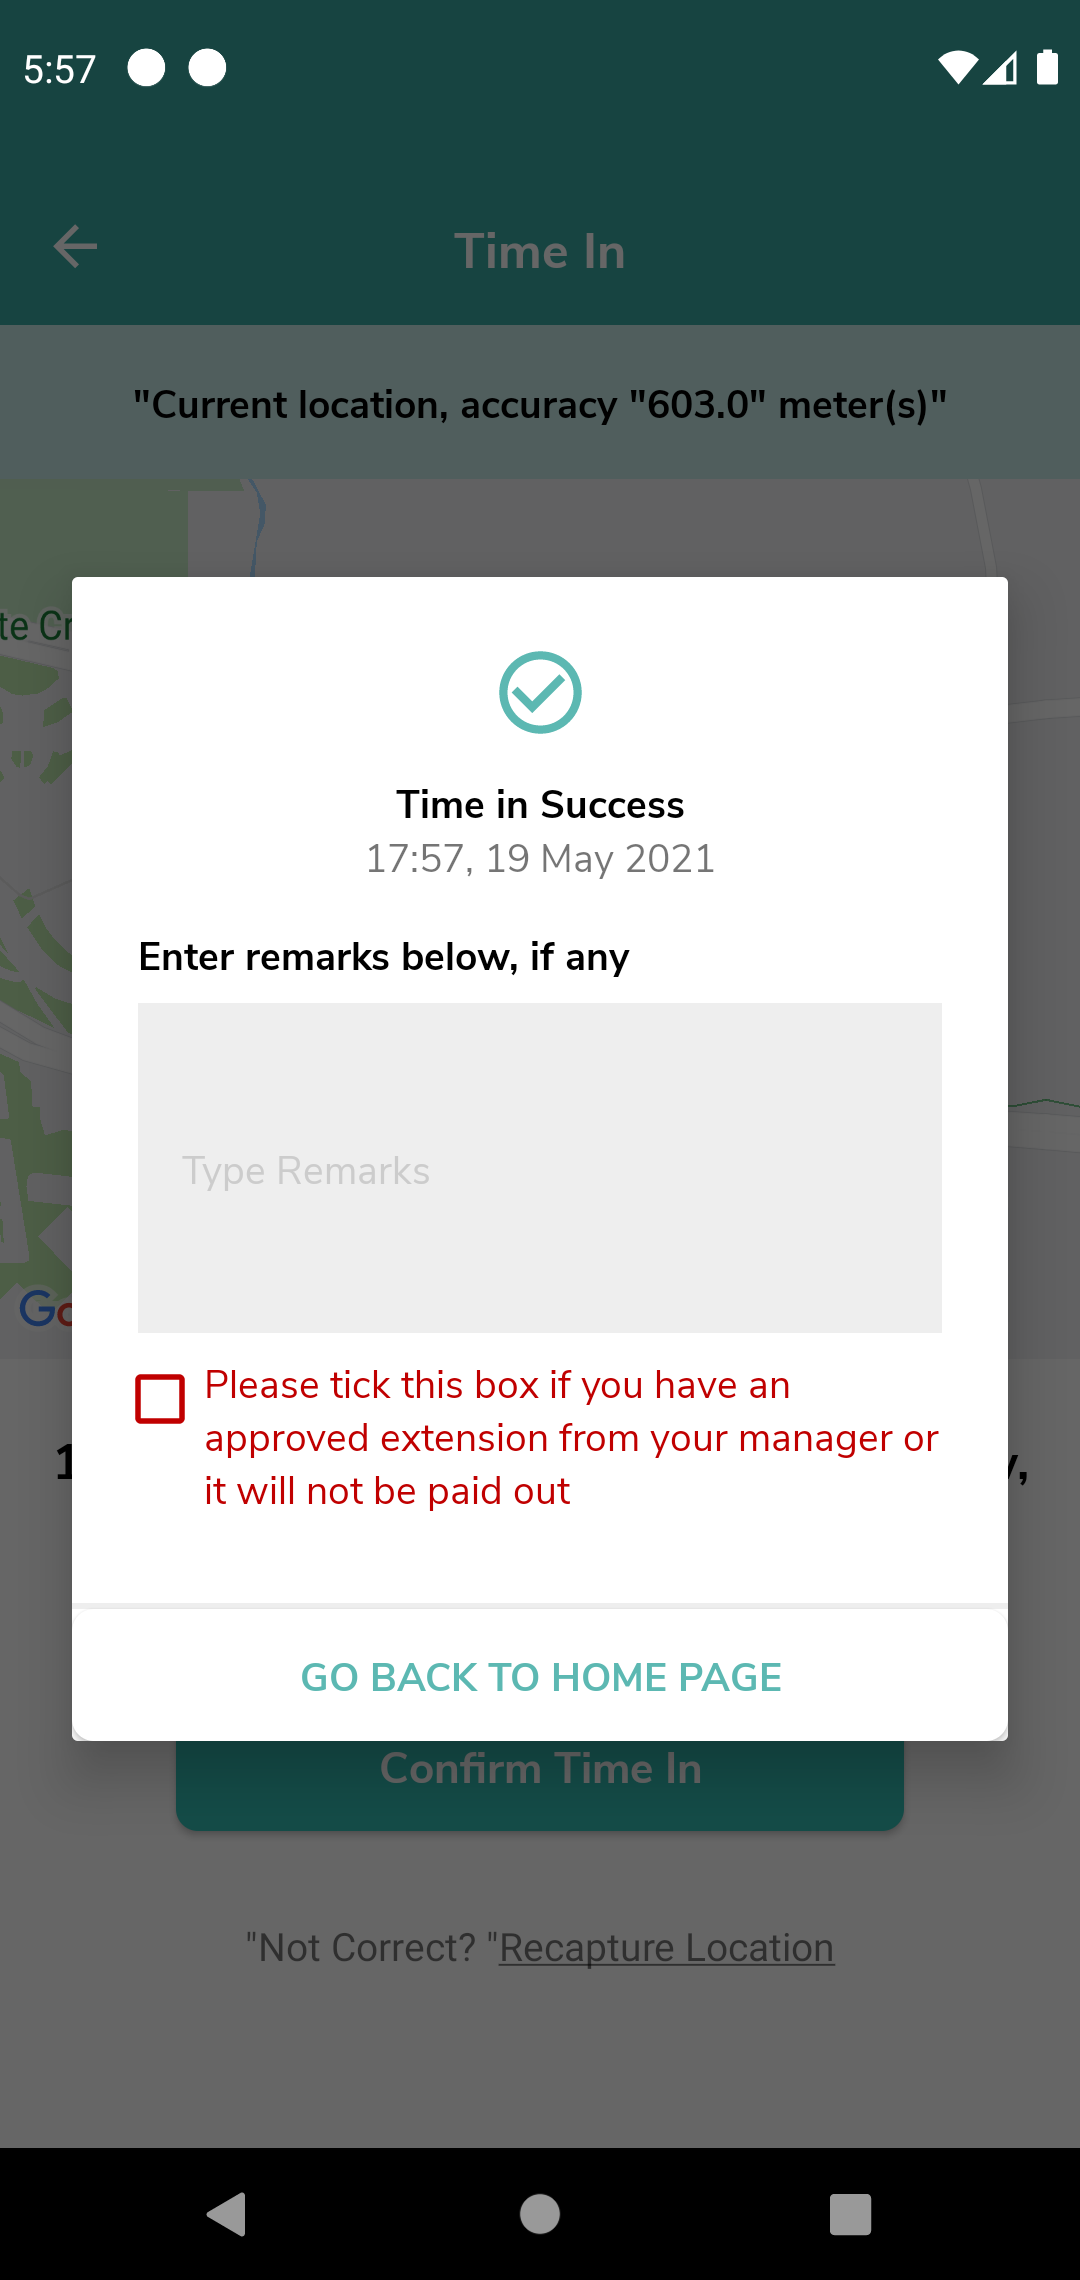 5:57
Time In
"Current location, accuracy "603.0" meter(s)"
te Cr
Time in Success
17:57, 19 May 2021
Enter remarks below, if any
Type Remarks
Please tick this box if you have an
approved extension from your manager or
it will not be paid out
GO BACK TO HOME PAGE
Confirm Time In
"Not Correct? "Recapture Location